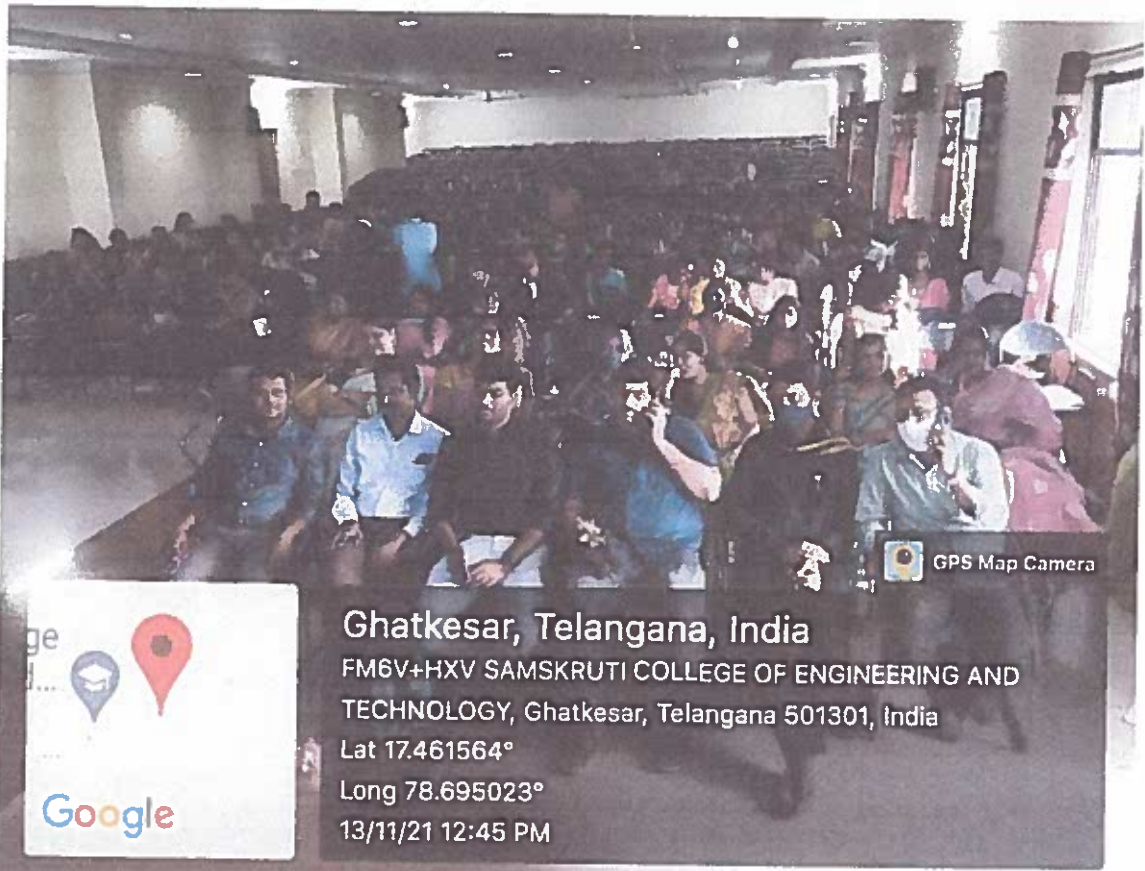 GPS Map Camera
ge
Ghatkesar, Telangana, India
FM6V+HXV SAMSKRUTI COLLEGE OF ENGINEERING AND
TECHNOLOGY, Ghatkesar, Telangana 501301, India
Lat 17.461564°
Long 78.695023°
13/11/21 12:45 PM
Google